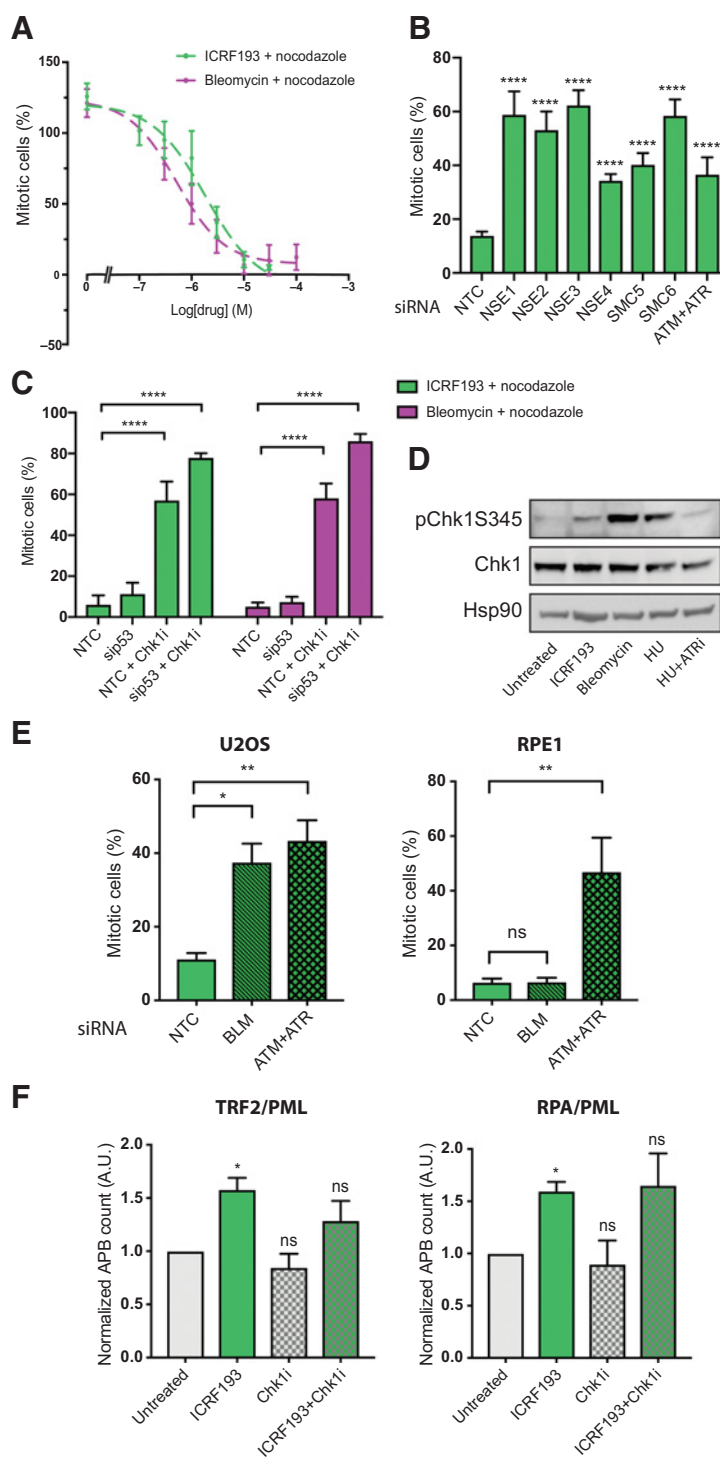 A
ICRF193 + nocodazole
Bleomycin + nocodazole
Mitotic cells (%)
150
100
50
0
−50
0
−7
−6
−5
−4
−3
Log[drug] (M)
B
Mitotic cells (%)
80
60
40
20
0
****
****
****
****
****
****
****
siRNA
NTC
NSE1
NSE2
NSE3
NSE4
SMC5
SMC6
ATM+ATR
C
ICRF193 + nocodazole
Bleomycin + nocodazole
Mitotic cells (%)
100
80
60
40
20
0
****
****
****
****
NTC
sip53
NTC + Chk1i
sip53 + Chk1i
NTC
sip53
NTC + Chk1i
sip53 + Chk1i
D
pChk1S345
Chk1
Hsp90
Untreated
ICRF193
Bleomycin
HU
HU+ATRi
E
U2OS
Mitotic cells (%)
60
40
20
0
**
*
siRNA
NTC
BLM
ATM+ATR
RPE1
Mitotic cells (%)
80
60
40
20
0
**
ns
NTC
BLM
ATM+ATR
F
TRF2/PML
Normalized APB count (A.U.)
2.0
1.5
1.0
0.5
0.0
*
ns
ns
Untreated
ICRF193
Chk1i
ICRF193+Chk1i
RPA/PML
Normalized APB count (A.U.)
2.0
1.5
1.0
0.5
0.0
*
ns
ns
Untreated
ICRF193
Chk1i
ICRF193+Chk1i